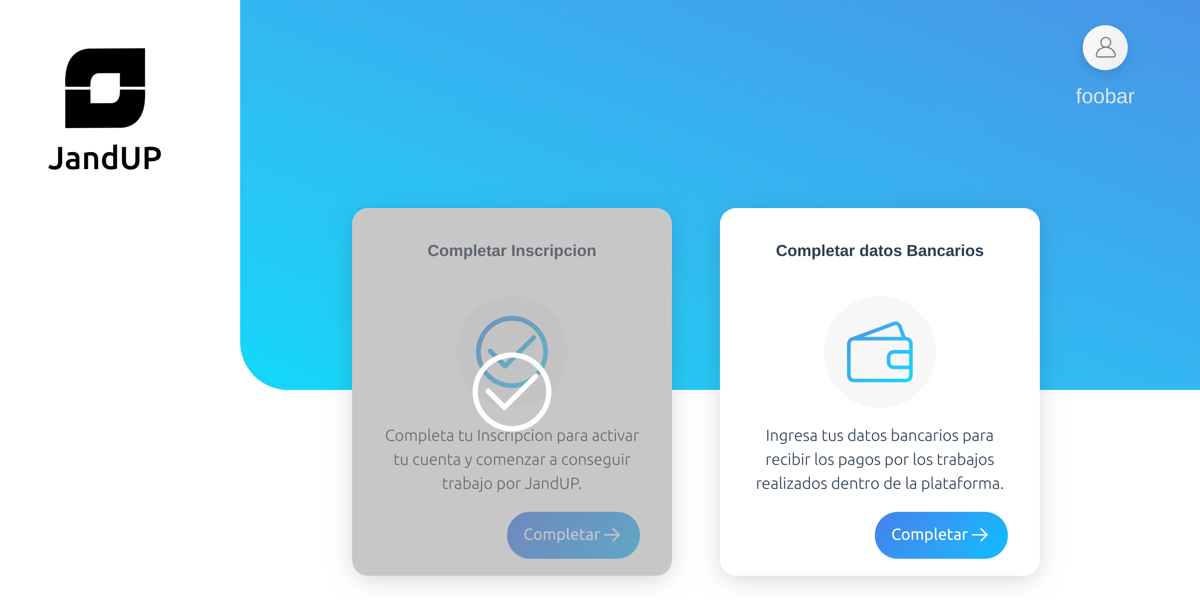 JandUP
foobar
Completar Inscripcion
Completa tu Inscripcion para activar
tu cuenta y comenzar a conseguir
trabajo por JandUP.
Completar
Completar datos Bancarios
Ingresa tus datos bancarios para
recibir los pagos por los trabajos
realizados dentro de la plataforma.
Completar